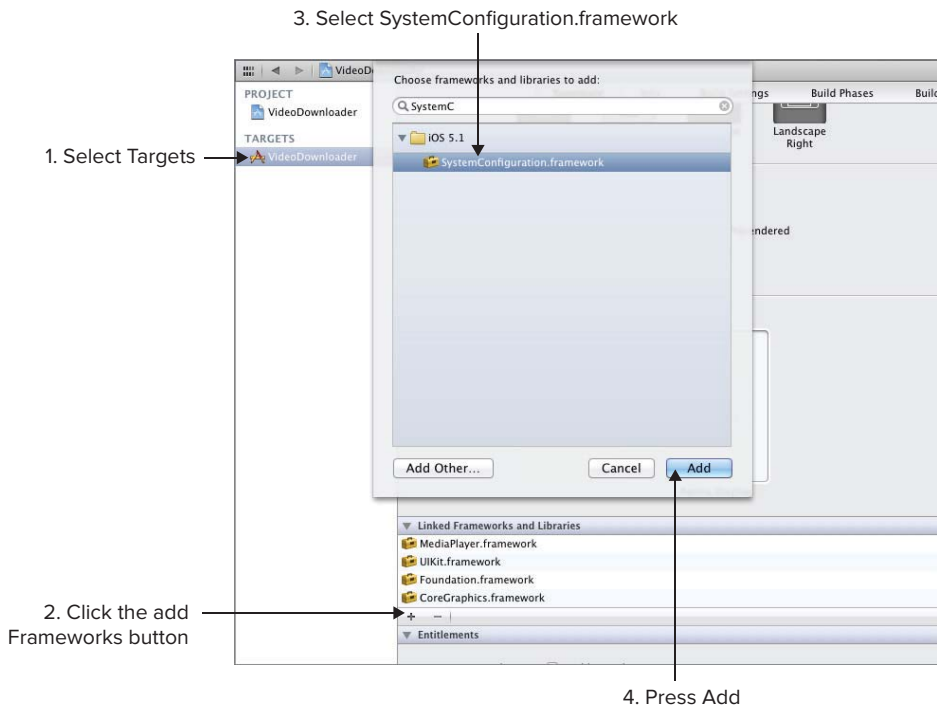 3. Select SystemConfiguration.framework
VideoD
Choose frameworks and libraries to add:
PROJECT
VideoDownloader
SystemC
ngs
Build Phases
Build
TARGETS
iOS 5.1
Landscape
Right
1. Select Targets
VideoDownloader
SystemConfiguration.framework
endered
Add Other...
Cancel
Add
Linked Frameworks and Libraries
MediaPlayer.framework
UIKit.framework
Foundation.framework
CoreGraphics.framework
2. Click the add
Frameworks button
+ −
Entitlements
4. Press Add